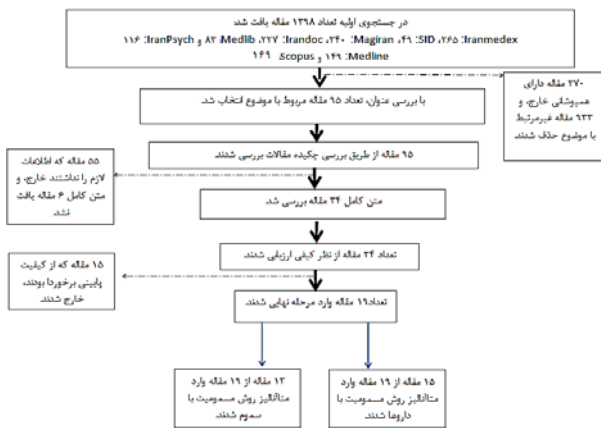 در جستجوی اولیه تعداد ۱۳۹۸ مقاله یافت شد:
Iranmedex: ۲۶۵، SID: ۴۹، Magiran: ۳۴۰، Irandoc: ۲۲۷، Medlib: ۸۳ و IranPsych: ۱۱۶
Medline: ۱۴۹ و Scopus: ۱۶۹
۳۷۰ مقاله دارای
همپوشانی خارج، و
۹۳۳ مقاله غیرمرتبط
با موضوع حذف شدند.
با بررسی عنوان، تعداد ۹۵ مقاله مربوط با موضوع انتخاب شد.
۹۵ مقاله از طریق بررسی چکیده مقالات بررسی شدند.
۵۵ مقاله که اطلاعات
لازم را نداشتند خارج، و
متن کامل ۶ مقاله یافت
نشد.
متن کامل ۳۴ مقاله بررسی شد.
تعداد ۳۴ مقاله از نظر کیفی ارزیابی شدند.
۱۵ مقاله که از کیفیت
پایینی برخوردا بودند،
خارج شدند.
تعداد۱۹ مقاله وارد مرحله نهایی شدند.
۱۵ مقاله از ۱۹ مقاله وارد
متاآنالیز روش مسمومیت با
داروها شدند.
۱۳ مقاله از ۱۹ مقاله وارد
متاآنالیز روش مسمومیت با
سموم شدند.